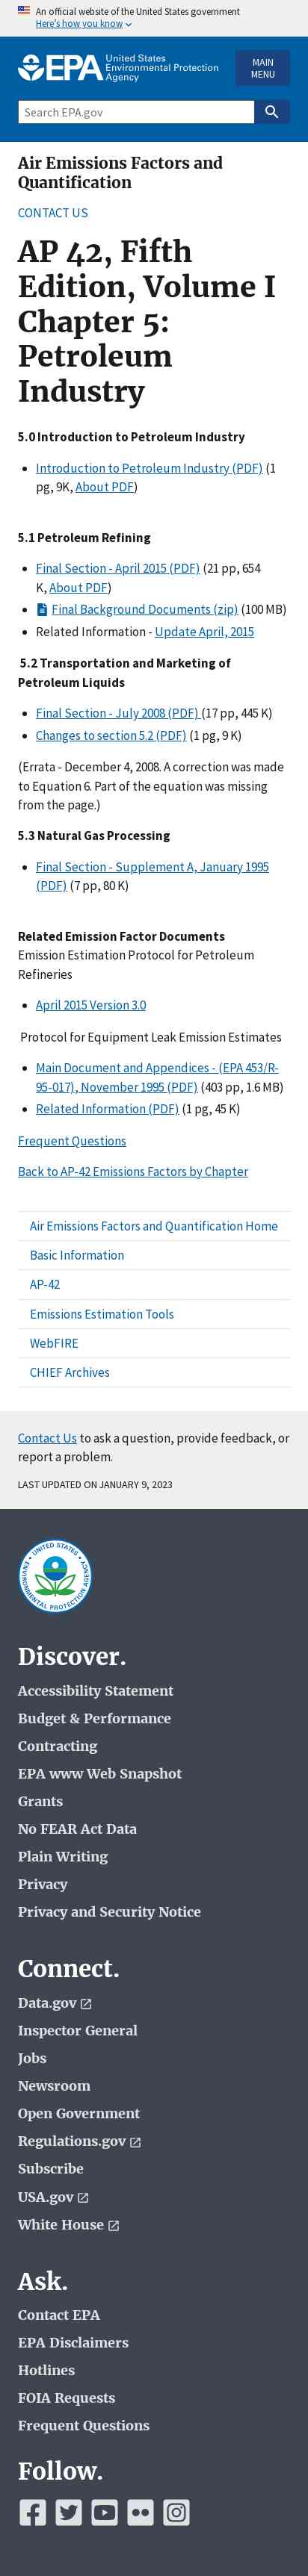 An official website of the United States government
Here's how you know
EPA United States
Environmental Protection
Agency
MAIN
MENU
Search EPA.gov
Air Emissions Factors and
Quantification
CONTACT US
AP 42, Fifth
Edition, Volume I
Chapter 5:
Petroleum
Industry
5.0 Introduction to Petroleum Industry
Introduction to Petroleum Industry (PDF) (1
pg, 9K, About PDF)
5.1 Petroleum Refining
Final Section - April 2015 (PDF) (21 pp, 654
K, About PDF)
Final Background Documents (zip) (100 MB)
Related Information - Update April, 2015
5.2 Transportation and Marketing of
Petroleum Liquids
Final Section - July 2008 (PDF) (17 pp, 445 K)
Changes to section 5.2 (PDF) (1 pg, 9 K)
(Errata - December 4, 2008. A correction was made
to Equation 6. Part of the equation was missing
from the page.)
5.3 Natural Gas Processing
Final Section - Supplement A, January 1995
(PDF) (7 pp, 80 K)
Related Emission Factor Documents
Emission Estimation Protocol for Petroleum
Refineries
April 2015 Version 3.0
Protocol for Equipment Leak Emission Estimates
Main Document and Appendices - (EPA 453/R-
95-017), November 1995 (PDF) (403 pp, 1.6 MB)
Related Information (PDF) (1 pg, 45 K)
Frequent Questions
Back to AP-42 Emissions Factors by Chapter
Air Emissions Factors and Quantification Home
Basic Information
AP-42
Emissions Estimation Tools
WebFIRE
CHIEF Archives
Contact Us to ask a question, provide feedback, or
report a problem.
LAST UPDATED ON JANUARY 9, 2023
UNITED STATES
ENVIRONMENTAL PROTECTION AGENCY
Discover.
Accessibility Statement
Budget & Performance
Contracting
EPA www Web Snapshot
Grants
No FEAR Act Data
Plain Writing
Privacy
Privacy and Security Notice
Connect.
Data.gov
Inspector General
Jobs
Newsroom
Open Government
Regulations.gov
Subscribe
USA.gov
White House
Ask.
Contact EPA
EPA Disclaimers
Hotlines
FOIA Requests
Frequent Questions
Follow.